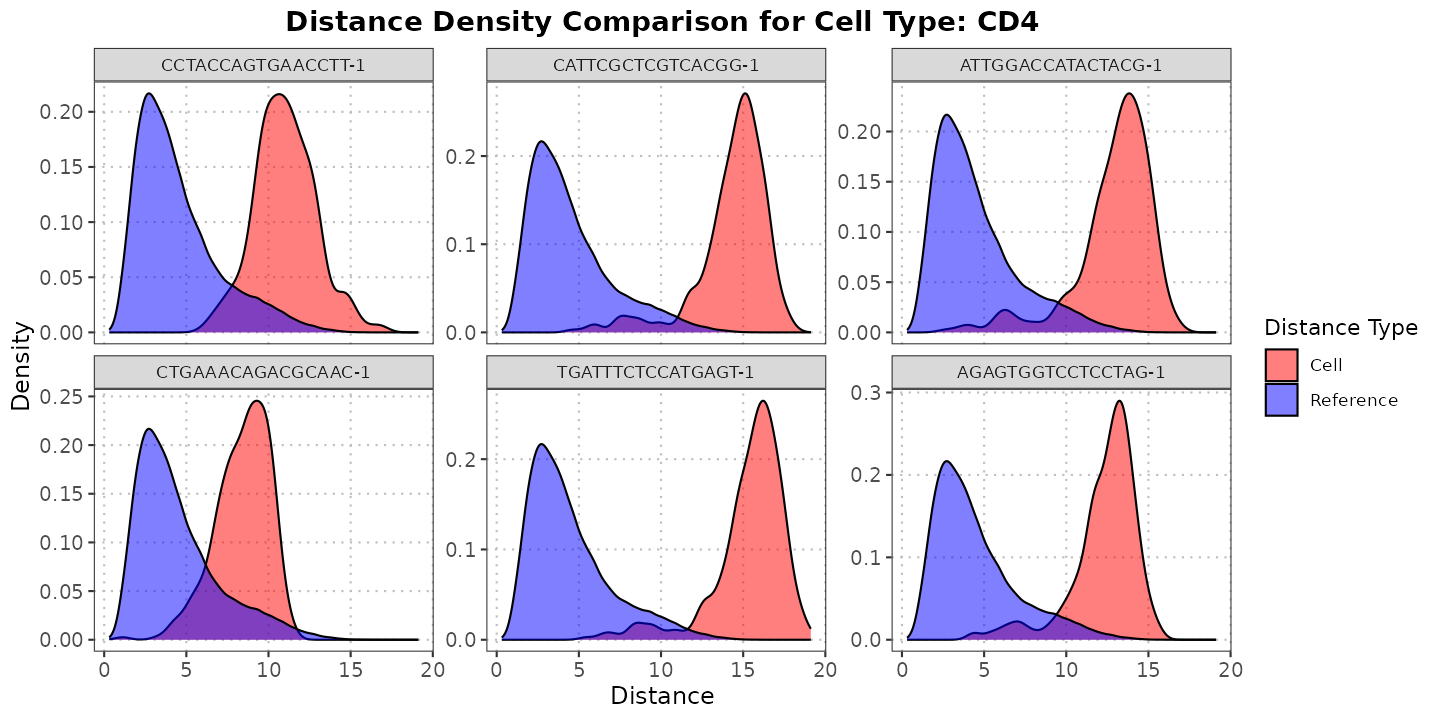 Distance Density Comparison for Cell Type: CD4
CCTACCAGTGAACCTT-1
CATTCGCTCGTCACGG-1
ATTGGACCATACTACG-1
0.20
0.15
0.10
0.05
0.00
0.2
0.1
0.0
0.20
0.15
0.10
0.05
0.00
CTGAAACAGACGCAAC-1
TGATTTCTCCATGAGT-1
AGAGTGGTCCTCCTAG-1
0.25
0.20
0.15
0.10
0.05
0.00
0.2
0.1
0.0
0.3
0.2
0.1
0.0
0 5 10 15 20
0 5 10 15 20
0 5 10 15 20
Density
Distance
Distance Type
Cell
Reference